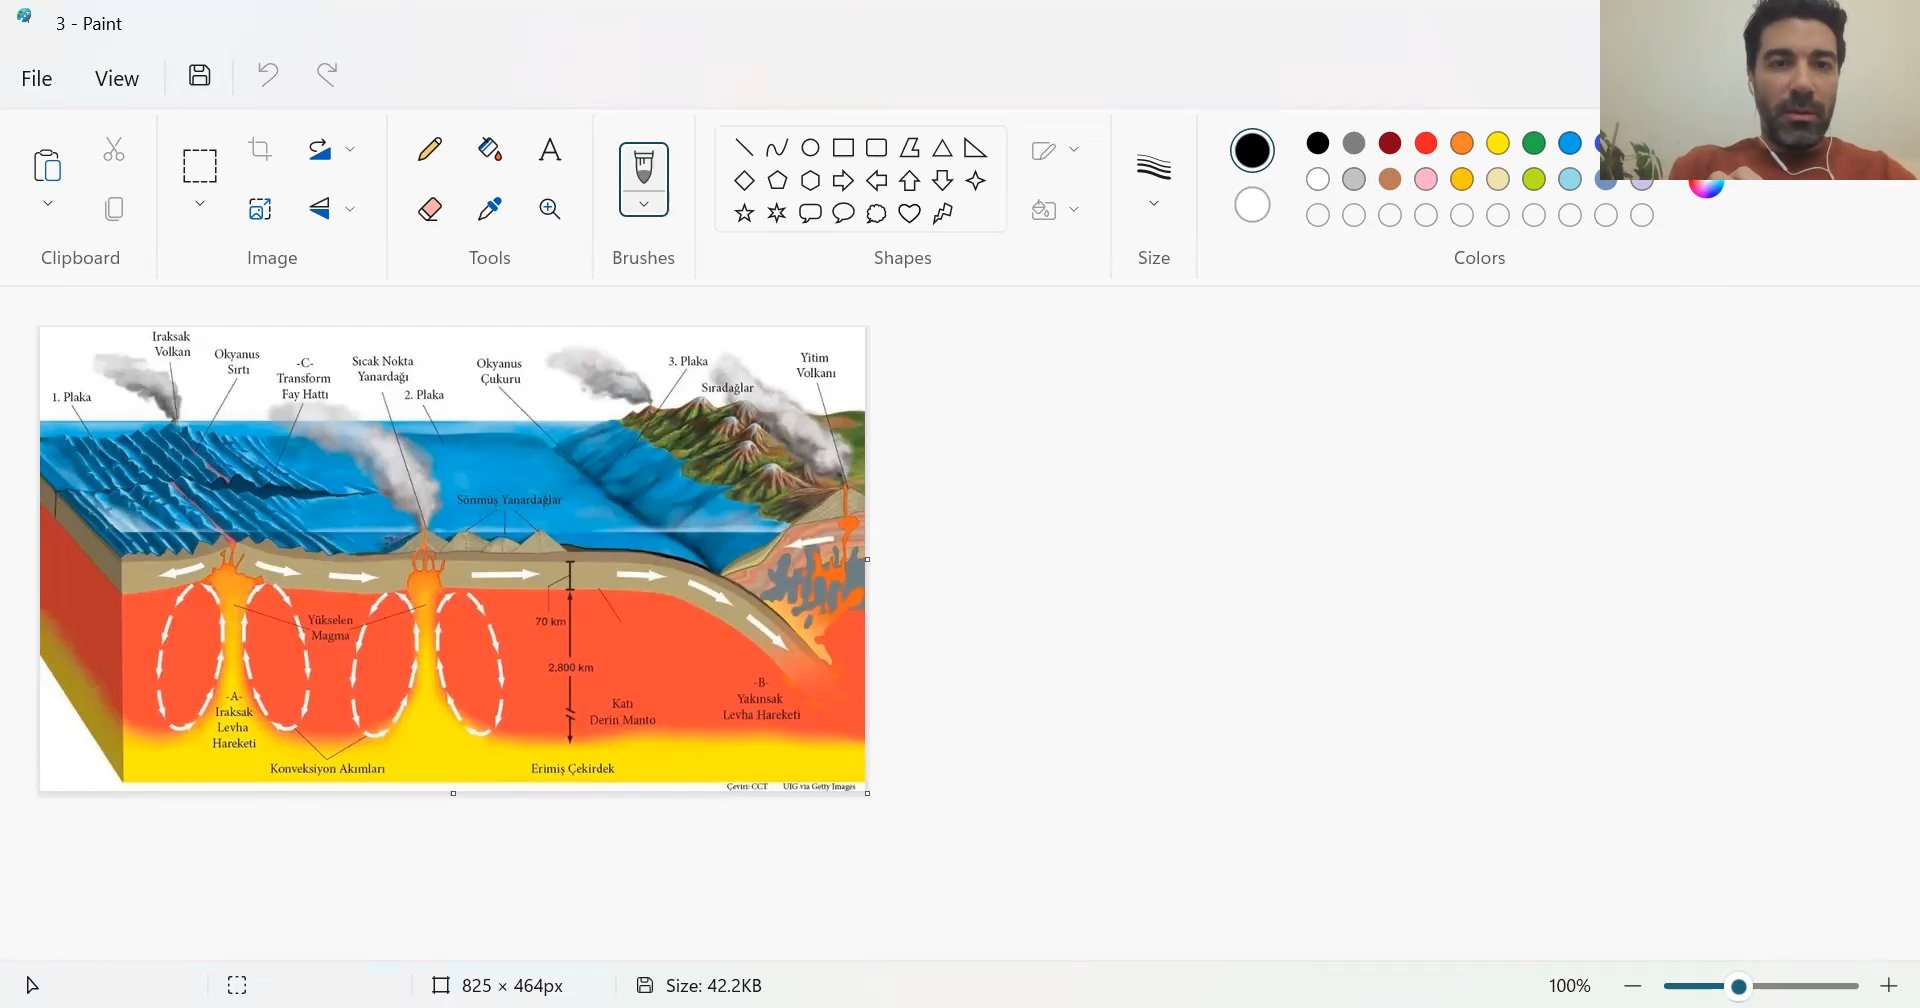 3 - Paint
File
View
Clipboard
Image
Tools
Brushes
Shapes
Size
Colors
Iraksak
Volkan
Okyanus
Sırtı
-C-
Transform
Fay Hattı
Sıcak Nokta
Yanardağı
Okyanus
Çukuru
3. Plaka
Sıradağlar
Yitim
Volkanı
1. Plaka
2. Plaka
Sönmüş Yanardağlar
Yükselen
Magma
70 km
2,800 km
-A-
Iraksak
Levha
Hareketi
Katı
Derin Manto
-B-
Yakınsak
Levha Hareketi
Konveksiyon Akımları
Erimiş Çekirdek
Çeviri: CCT UIG via Getty Images
825 × 464px
Size: 42.2KB
100%